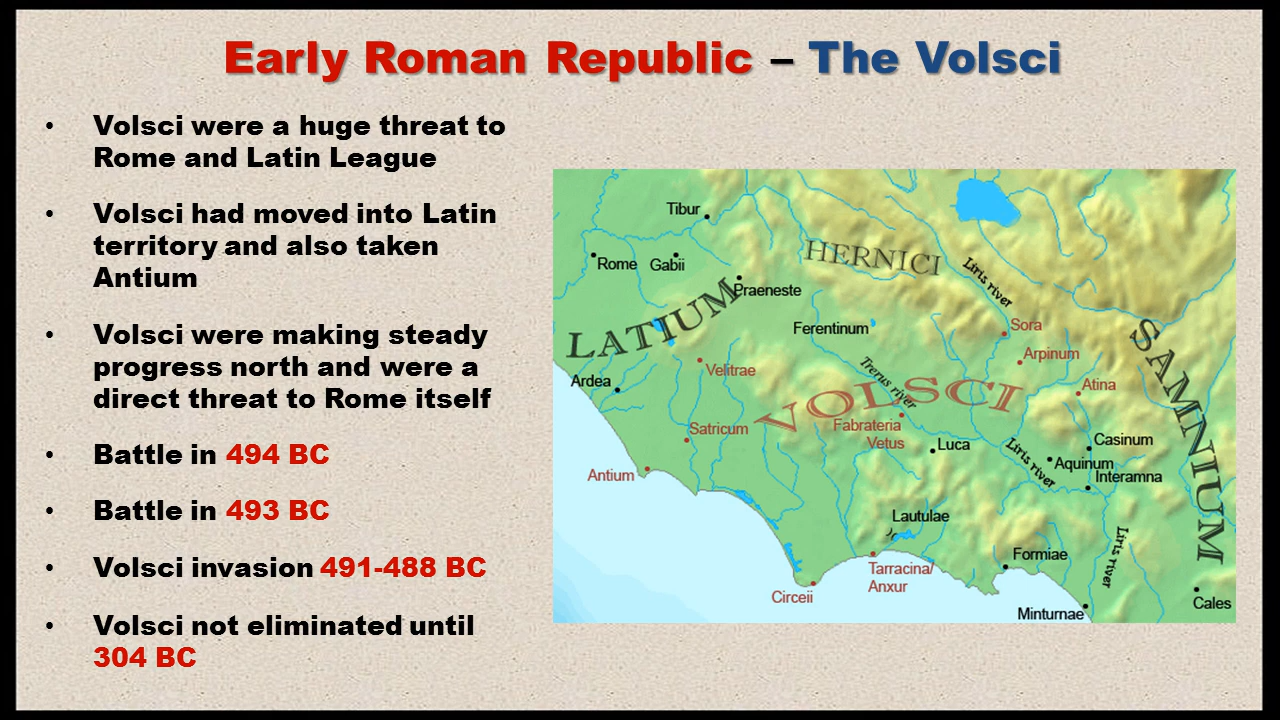 Early Roman Republic – The Volsci
• Volsci were a huge threat to
Rome and Latin League
• Volsci had moved into Latin
territory and also taken
Antium
• Volsci were making steady
progress north and were a
direct threat to Rome itself
• Battle in 494 BC
• Battle in 493 BC
• Volsci invasion 491-488 BC
• Volsci not eliminated until
304 BC
Tibur
HERNICI
Rome
Gabii
Liris river
LATIUM
Praeneste
Ferentinum
Sora
SAMNIUM
Arpinum
Velitrae
Trerus river
Ardea
VOLSCI
Atina
Satricum
Fabrateria
Vetus
Luca
Casinum
Liris river
Aquinum
Interamna
Antium
Lautulae
Liris river
Formiae
Tarracina/
Anxur
Circeii
Minturnae
Cales